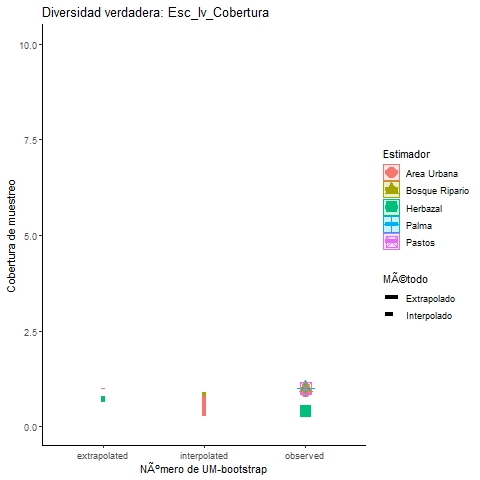 Diversidad verdadera: Esc_lv_Cobertura
10.0
7.5
5.0
2.5
0.0
Cobertura de muestreo
extrapolated
interpolated
observed
NÃºmero de UM-bootstrap
Estimador
Area Urbana
Bosque Ripario
Herbazal
Palma
Pastos
MÃ©todo
Extrapolado
Interpolado